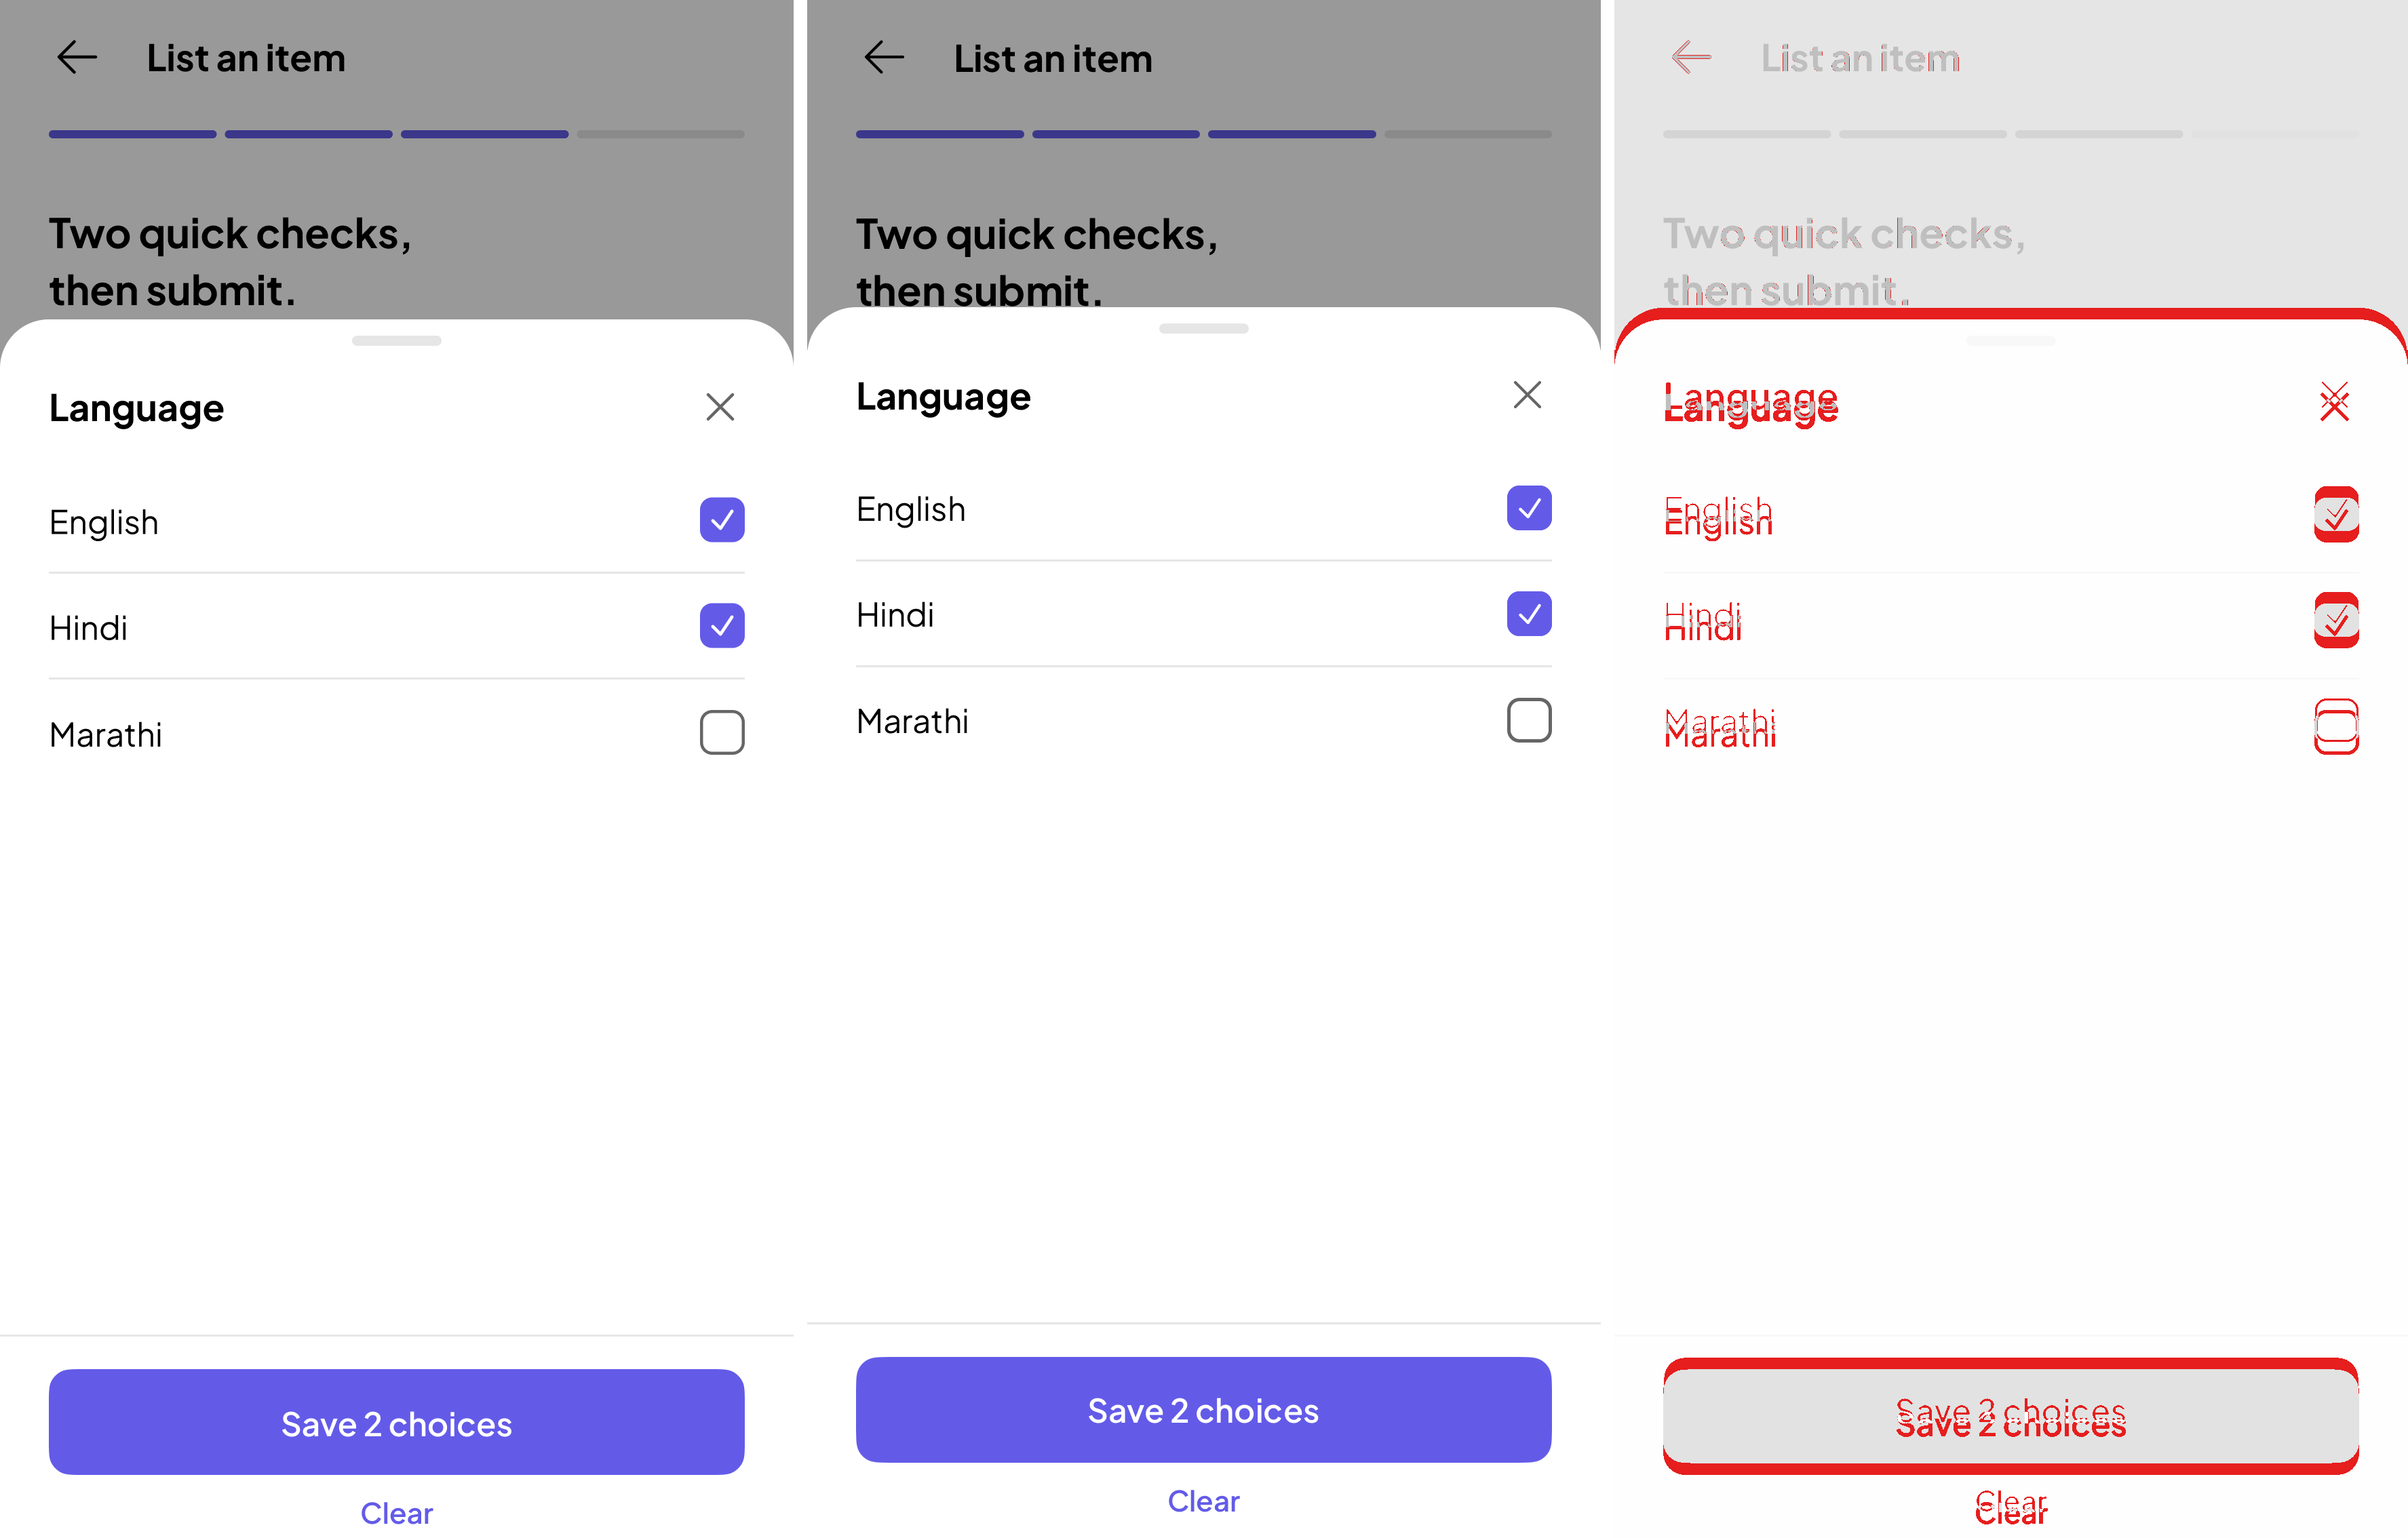 List an item
Two quick checks,
then submit.
Language
English
Hindi
Marathi
Save 2 choices
Clear
List an item
Two quick checks,
then submit.
Language
English
Hindi
Marathi
Save 2 choices
Clear
List an item
Two quick checks,
then submit.
Language
English
Hindi
Marathi
Save 2 choices
Clear